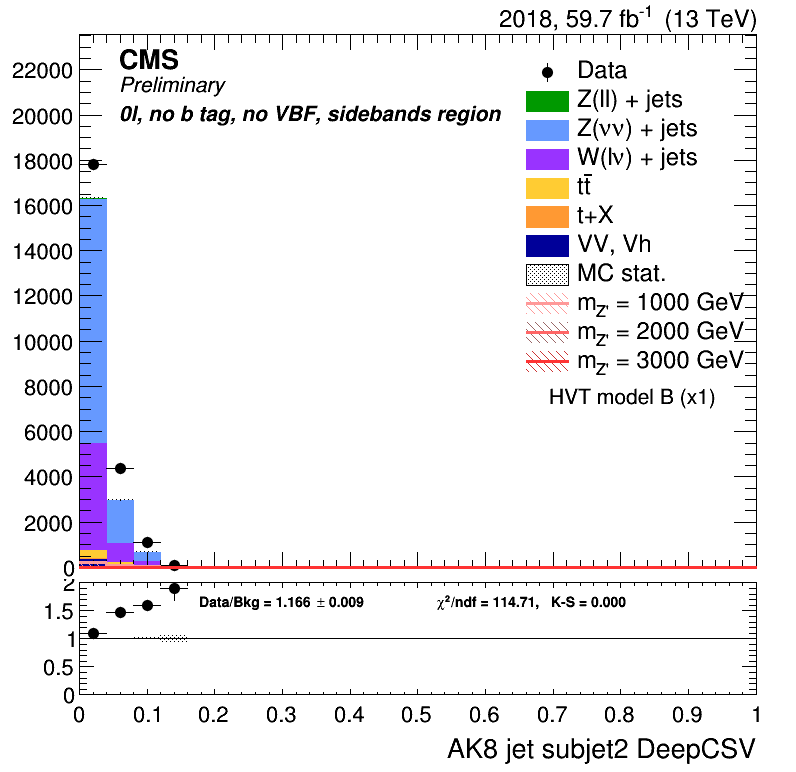 2018, 59.7 fb⁻¹ (13 TeV)
CMS
Preliminary
0l, no b tag, no VBF, sidebands region
Data
Z(ll) + jets
Z(νν) + jets
W(lν) + jets
tt̄
t+X
VV, Vh
MC stat.
m_Z' = 1000 GeV
m_Z' = 2000 GeV
m_Z' = 3000 GeV
HVT model B (x1)
22000
20000
18000
16000
14000
12000
10000
8000
6000
4000
2000
0
2
1.5
1
0.5
0
Data/Bkg = 1.166 ± 0.009
χ²/ndf = 114.71, K-S = 0.000
0 0.1 0.2 0.3 0.4 0.5 0.6 0.7 0.8 0.9 1
AK8 jet subjet2 DeepCSV